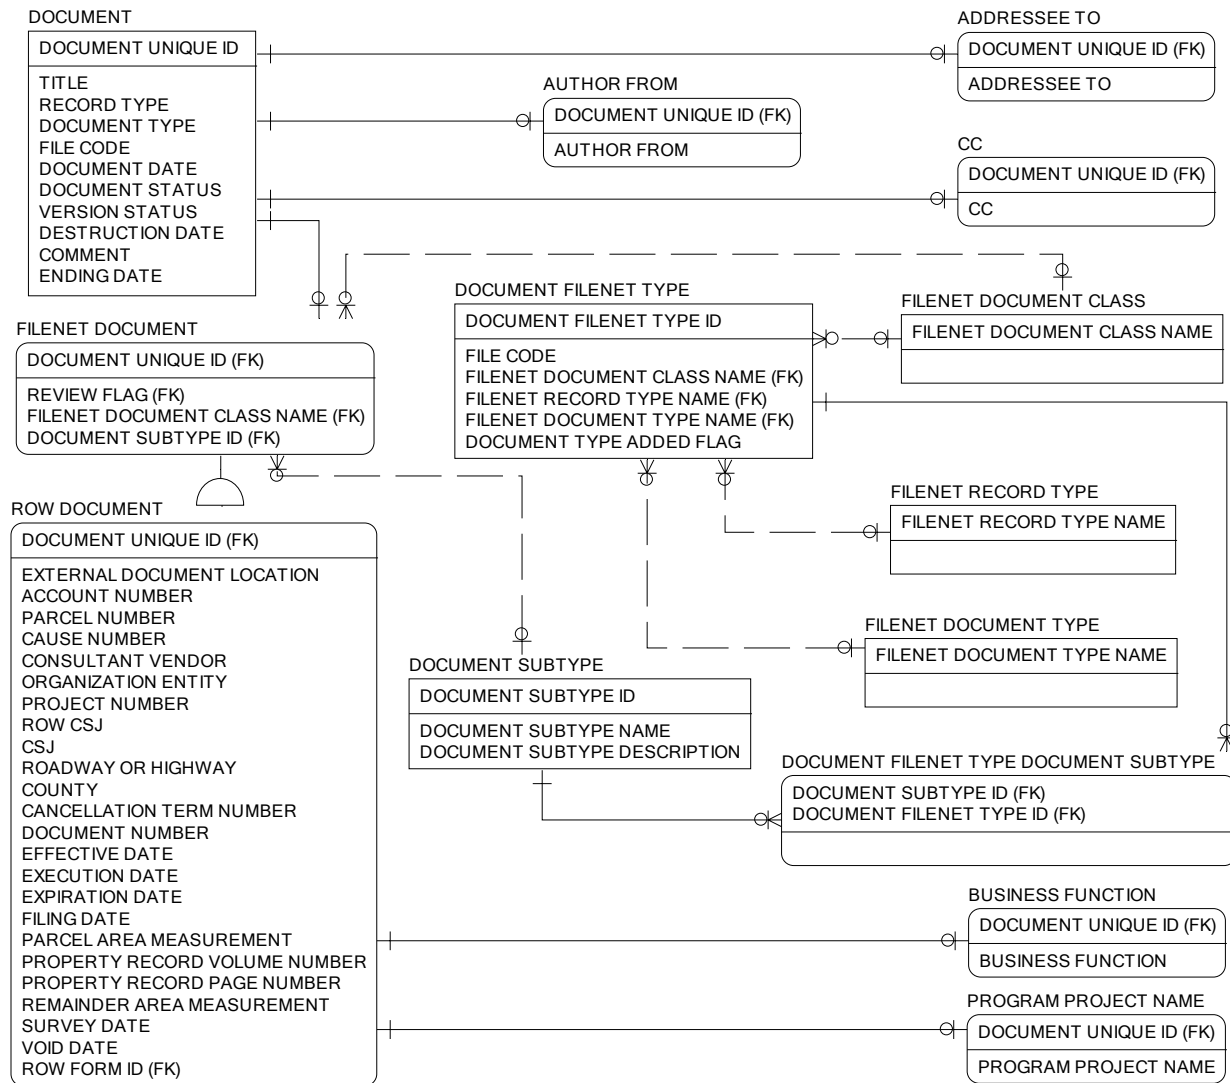 DOCUMENT
DOCUMENT UNIQUE ID
TITLE
RECORD TYPE
DOCUMENT TYPE
FILE CODE
DOCUMENT DATE
DOCUMENT STATUS
VERSION STATUS
DESTRUCTION DATE
COMMENT
ENDING DATE
ADDRESSEE TO
DOCUMENT UNIQUE ID (FK)
ADDRESSEE TO
AUTHOR FROM
DOCUMENT UNIQUE ID (FK)
AUTHOR FROM
CC
DOCUMENT UNIQUE ID (FK)
CC
DOCUMENT FILENET TYPE
DOCUMENT FILENET TYPE ID
FILE CODE
FILENET DOCUMENT CLASS NAME (FK)
FILENET RECORD TYPE NAME (FK)
FILENET DOCUMENT TYPE NAME (FK)
DOCUMENT TYPE ADDED FLAG
FILENET DOCUMENT CLASS
FILENET DOCUMENT CLASS NAME
FILENET DOCUMENT
DOCUMENT UNIQUE ID (FK)
REVIEW FLAG (FK)
FILENET DOCUMENT CLASS NAME (FK)
DOCUMENT SUBTYPE ID (FK)
FILENET RECORD TYPE
FILENET RECORD TYPE NAME
ROW DOCUMENT
DOCUMENT UNIQUE ID (FK)
EXTERNAL DOCUMENT LOCATION
ACCOUNT NUMBER
PARCEL NUMBER
CAUSE NUMBER
CONSULTANT VENDOR
ORGANIZATION ENTITY
PROJECT NUMBER
ROW CSJ
CSJ
ROADWAY OR HIGHWAY
COUNTY
CANCELLATION TERM NUMBER
DOCUMENT NUMBER
EFFECTIVE DATE
EXECUTION DATE
EXPIRATION DATE
FILING DATE
PARCEL AREA MEASUREMENT
PROPERTY RECORD VOLUME NUMBER
PROPERTY RECORD PAGE NUMBER
REMAINDER AREA MEASUREMENT
SURVEY DATE
VOID DATE
ROW FORM ID (FK)
FILENET DOCUMENT TYPE
FILENET DOCUMENT TYPE NAME
DOCUMENT SUBTYPE
DOCUMENT SUBTYPE ID
DOCUMENT SUBTYPE NAME
DOCUMENT SUBTYPE DESCRIPTION
DOCUMENT FILENET TYPE DOCUMENT SUBTYPE
DOCUMENT SUBTYPE ID (FK)
DOCUMENT FILENET TYPE ID (FK)
BUSINESS FUNCTION
DOCUMENT UNIQUE ID (FK)
BUSINESS FUNCTION
PROGRAM PROJECT NAME
DOCUMENT UNIQUE ID (FK)
PROGRAM PROJECT NAME